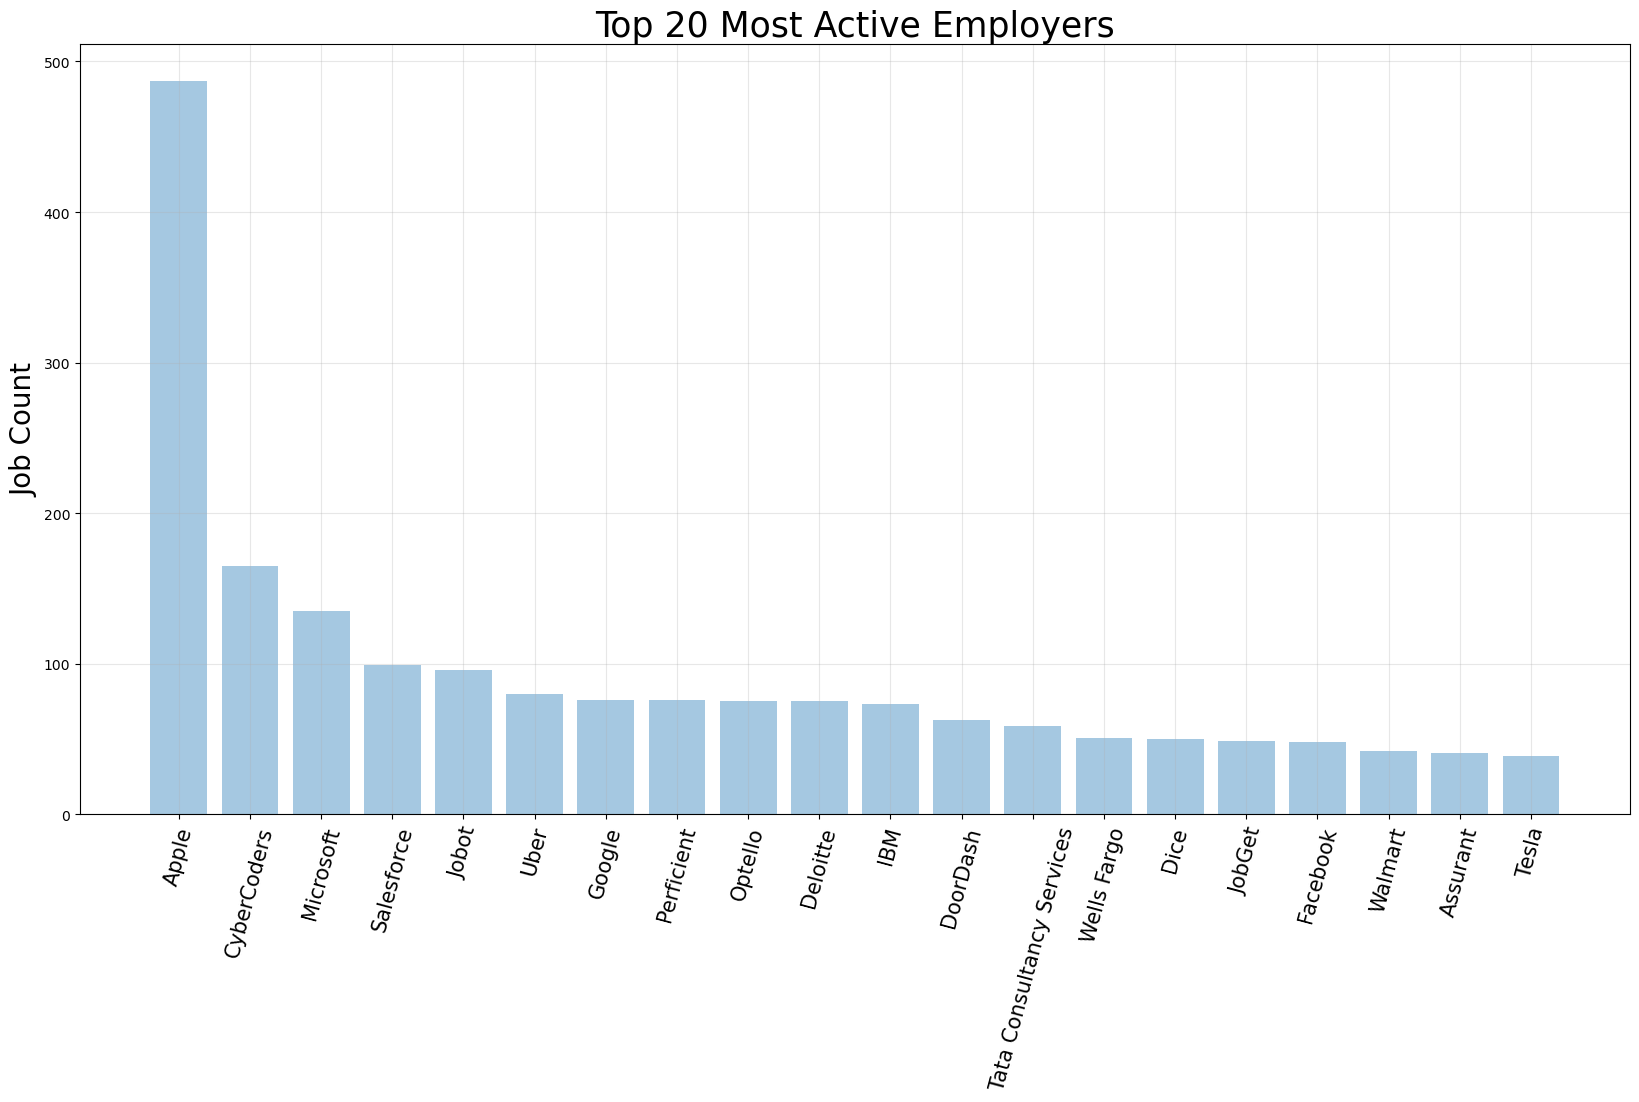 Top 20 Most Active Employers
Job Count
500
400
300
200
100
0
Apple
CyberCoders
Microsoft
Salesforce
Jobot
Uber
Google
Perficient
Optello
Deloitte
IBM
DoorDash
Tata Consultancy Services
Wells Fargo
Dice
JobGet
Facebook
Walmart
Assurant
Tesla